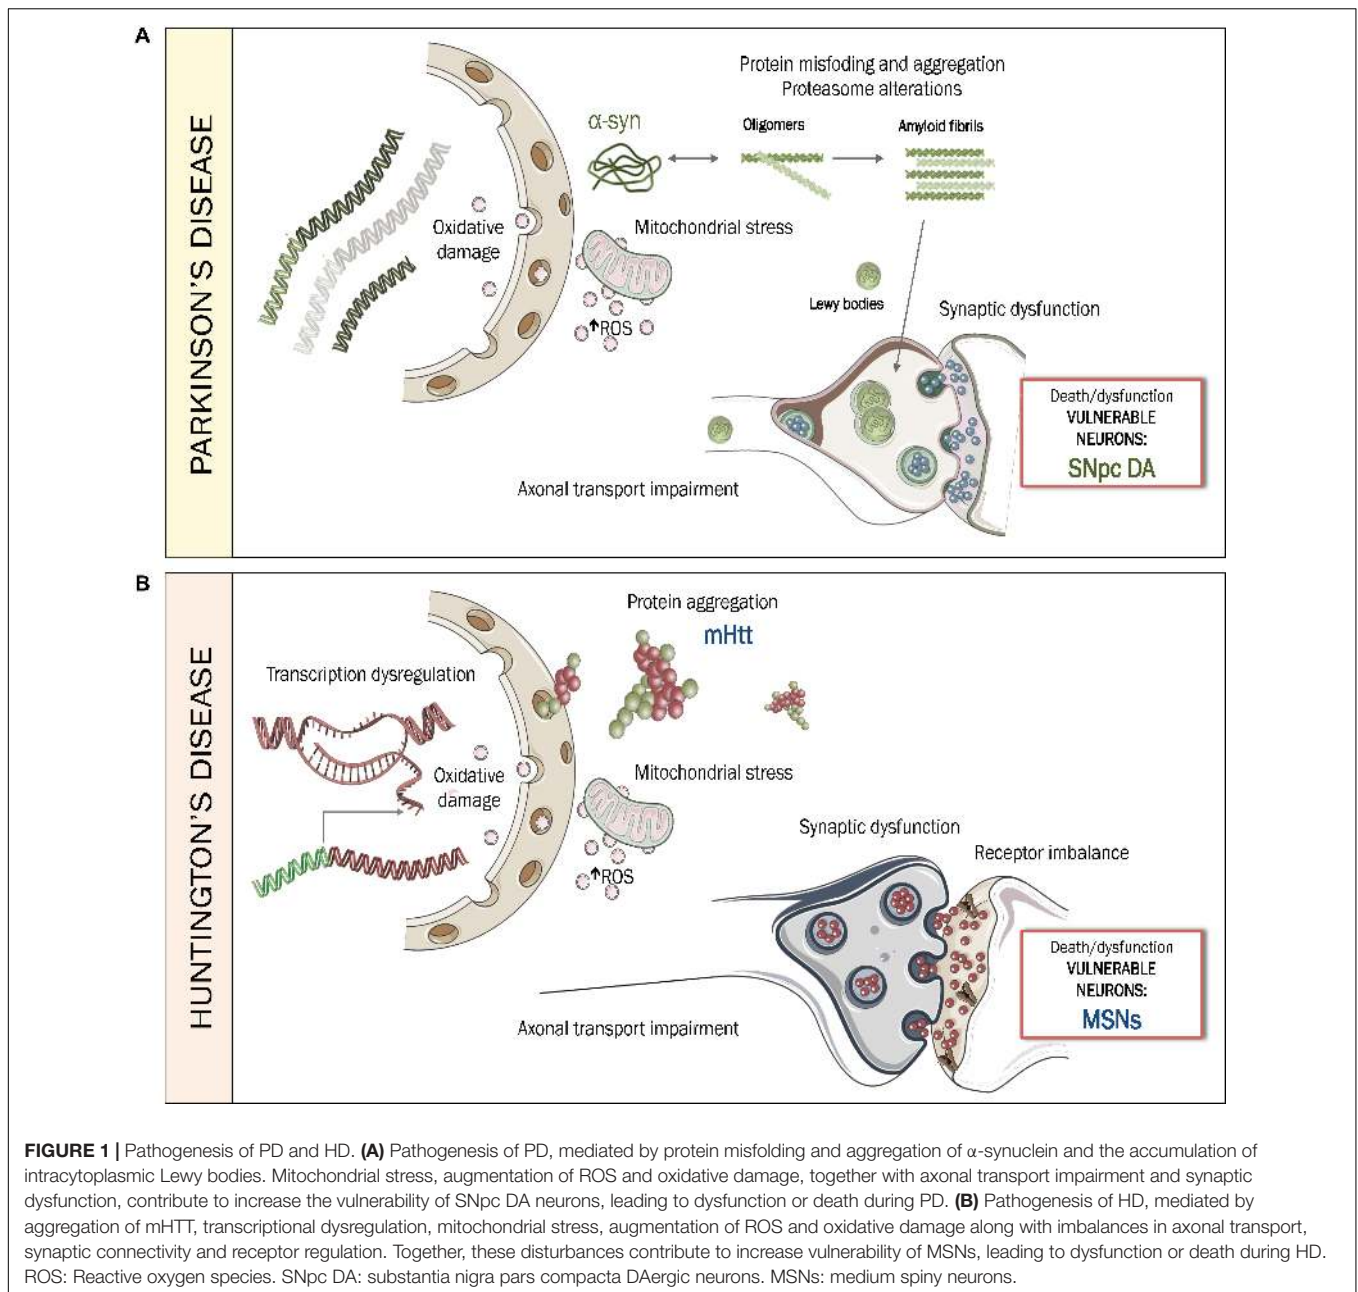 A
PARKINSON'S DISEASE
Protein misfoding and aggregation
Proteasome alterations
α-syn
Oligomers
Amyloid fibrils
Oxidative
damage
Mitochondrial stress
↑ROS
Lewy bodies
Synaptic dysfunction
Axonal transport impairment
Death/dysfunction
VULNERABLE
NEURONS:
SNpc DA
B
HUNTINGTON'S DISEASE
Protein aggregation
mHtt
Transcription dysregulation
Oxidative
damage
Mitochondrial stress
↑ROS
Synaptic dysfunction
Receptor imbalance
Axonal transport impairment
Death/dysfunction
VULNERABLE
NEURONS:
MSNs
FIGURE 1 | Pathogenesis of PD and HD. (A) Pathogenesis of PD, mediated by protein misfolding and aggregation of α-synuclein and the accumulation of
intracytoplasmic Lewy bodies. Mitochondrial stress, augmentation of ROS and oxidative damage, together with axonal transport impairment and synaptic
dysfunction, contribute to increase the vulnerability of SNpc DA neurons, leading to dysfunction or death during PD. (B) Pathogenesis of HD, mediated by
aggregation of mHTT, transcriptional dysregulation, mitochondrial stress, augmentation of ROS and oxidative damage along with imbalances in axonal transport,
synaptic connectivity and receptor regulation. Together, these disturbances contribute to increase vulnerability of MSNs, leading to dysfunction or death during HD.
ROS: Reactive oxygen species. SNpc DA: substantia nigra pars compacta DAergic neurons. MSNs: medium spiny neurons.